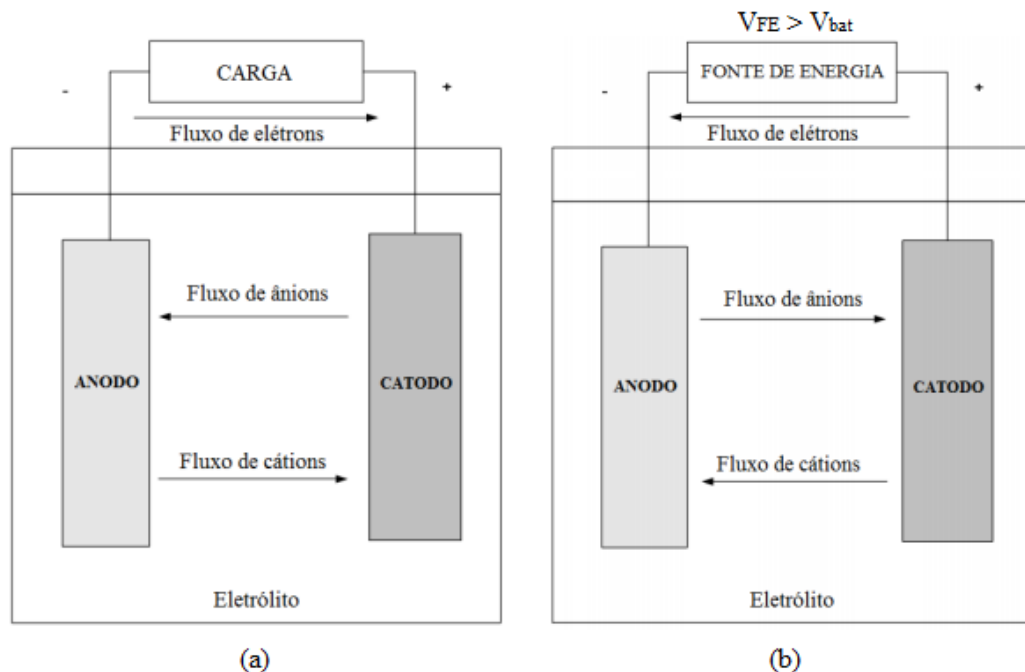 CARGA
-
+
Fluxo de elétrons
Fluxo de ânions
ANODO
CATODO
Fluxo de cátions
Eletrólito
(a)
VFE > Vbat
FONTE DE ENERGIA
-
+
Fluxo de elétrons
Fluxo de ânions
ANODO
CATODO
Fluxo de cátions
Eletrólito
(b)